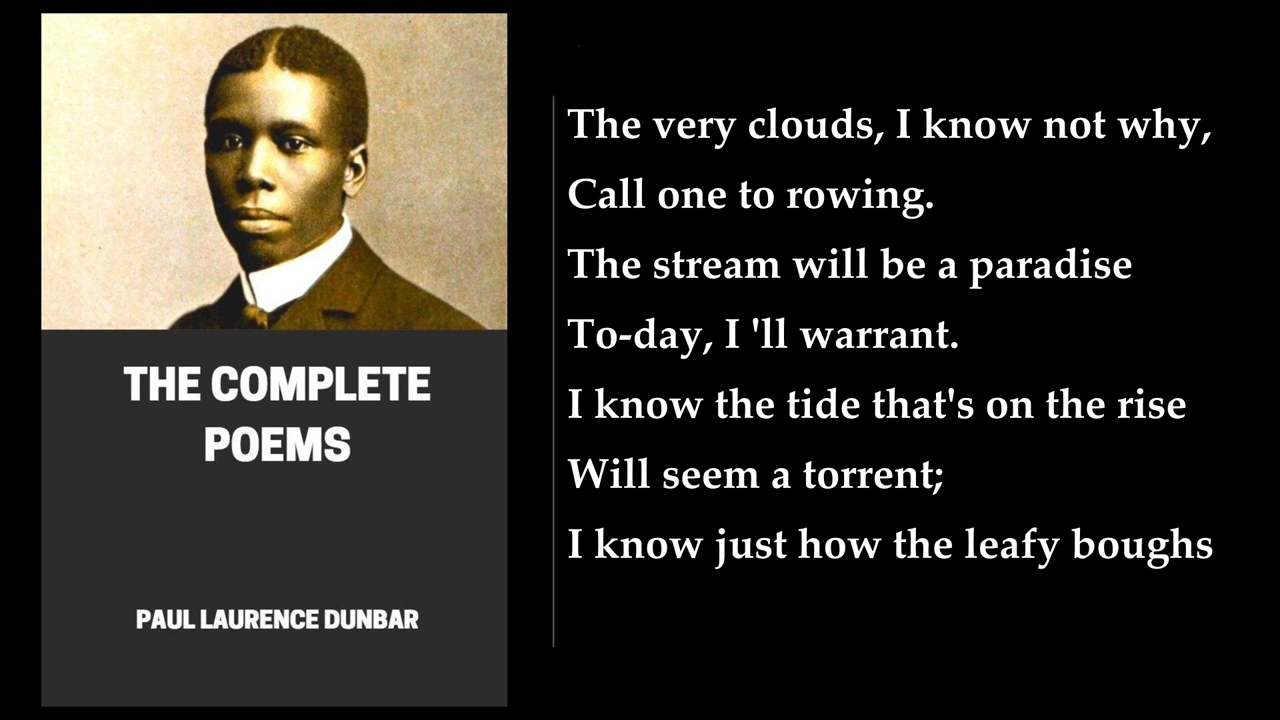 THE COMPLETE
POEMS
PAUL LAURENCE DUNBAR
The very clouds, I know not why,
Call one to rowing.
The stream will be a paradise
To-day, I 'll warrant.
I know the tide that's on the rise
Will seem a torrent;
I know just how the leafy boughs